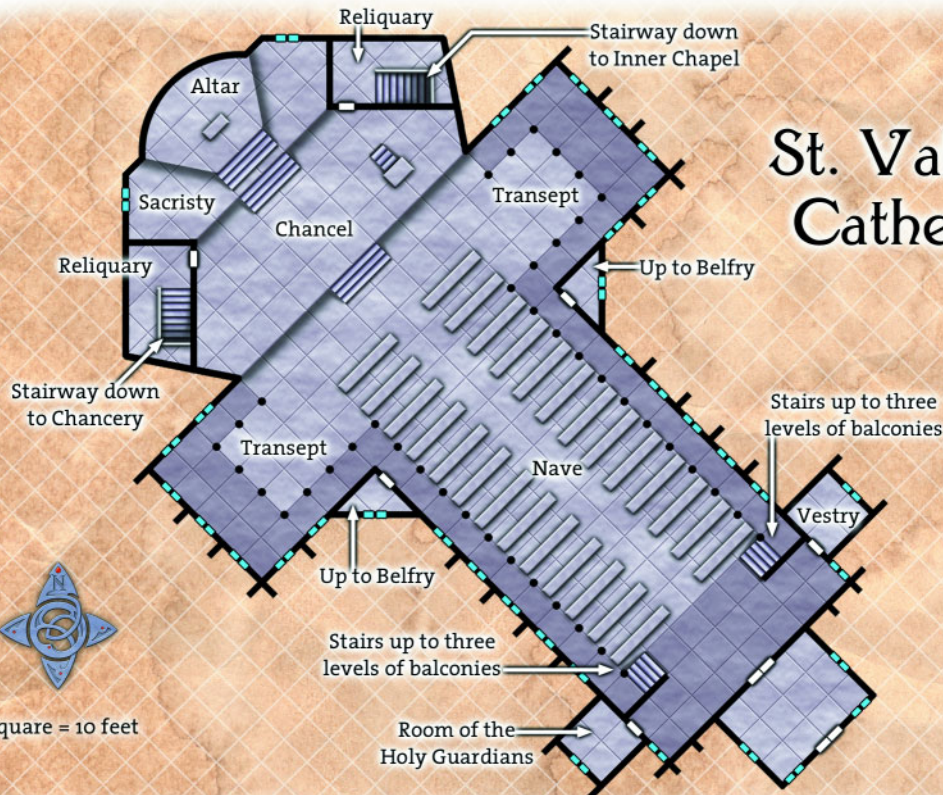 Reliquary
Stairway down
to Inner Chapel
Altar
St. Va
Cathe
Transept
Sacristy
Chancel
Reliquary
Up to Belfry
Stairway down
to Chancery
Stairs up to three
levels of balconies
Transept
Nave
Vestry
Up to Belfry
N
Stairs up to three
levels of balconies
quare = 10 feet
Room of the
Holy Guardians